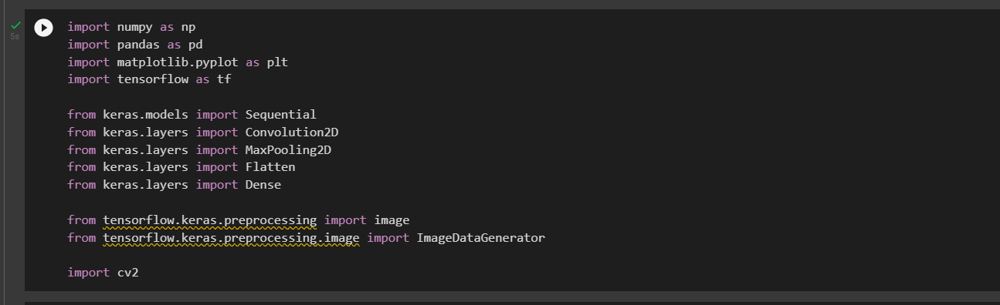 import numpy as np
5s
import pandas as pd
import matplotlib.pyplot as plt
import tensorflow as tf
from keras.models import Sequential
from keras.layers import Convolution2D
from keras.layers import MaxPooling2D
from keras.layers import Flatten
from keras.layers import Dense
from tensorflow.keras.preprocessing import image
from tensorflow.keras.preprocessing.image import ImageDataGenerator
import cv2